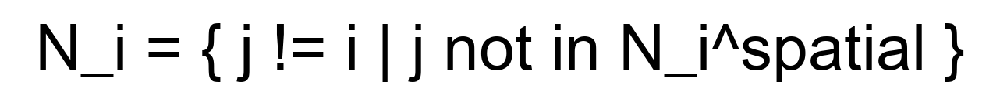 N_i = { j != i | j not in N_i^spatial }